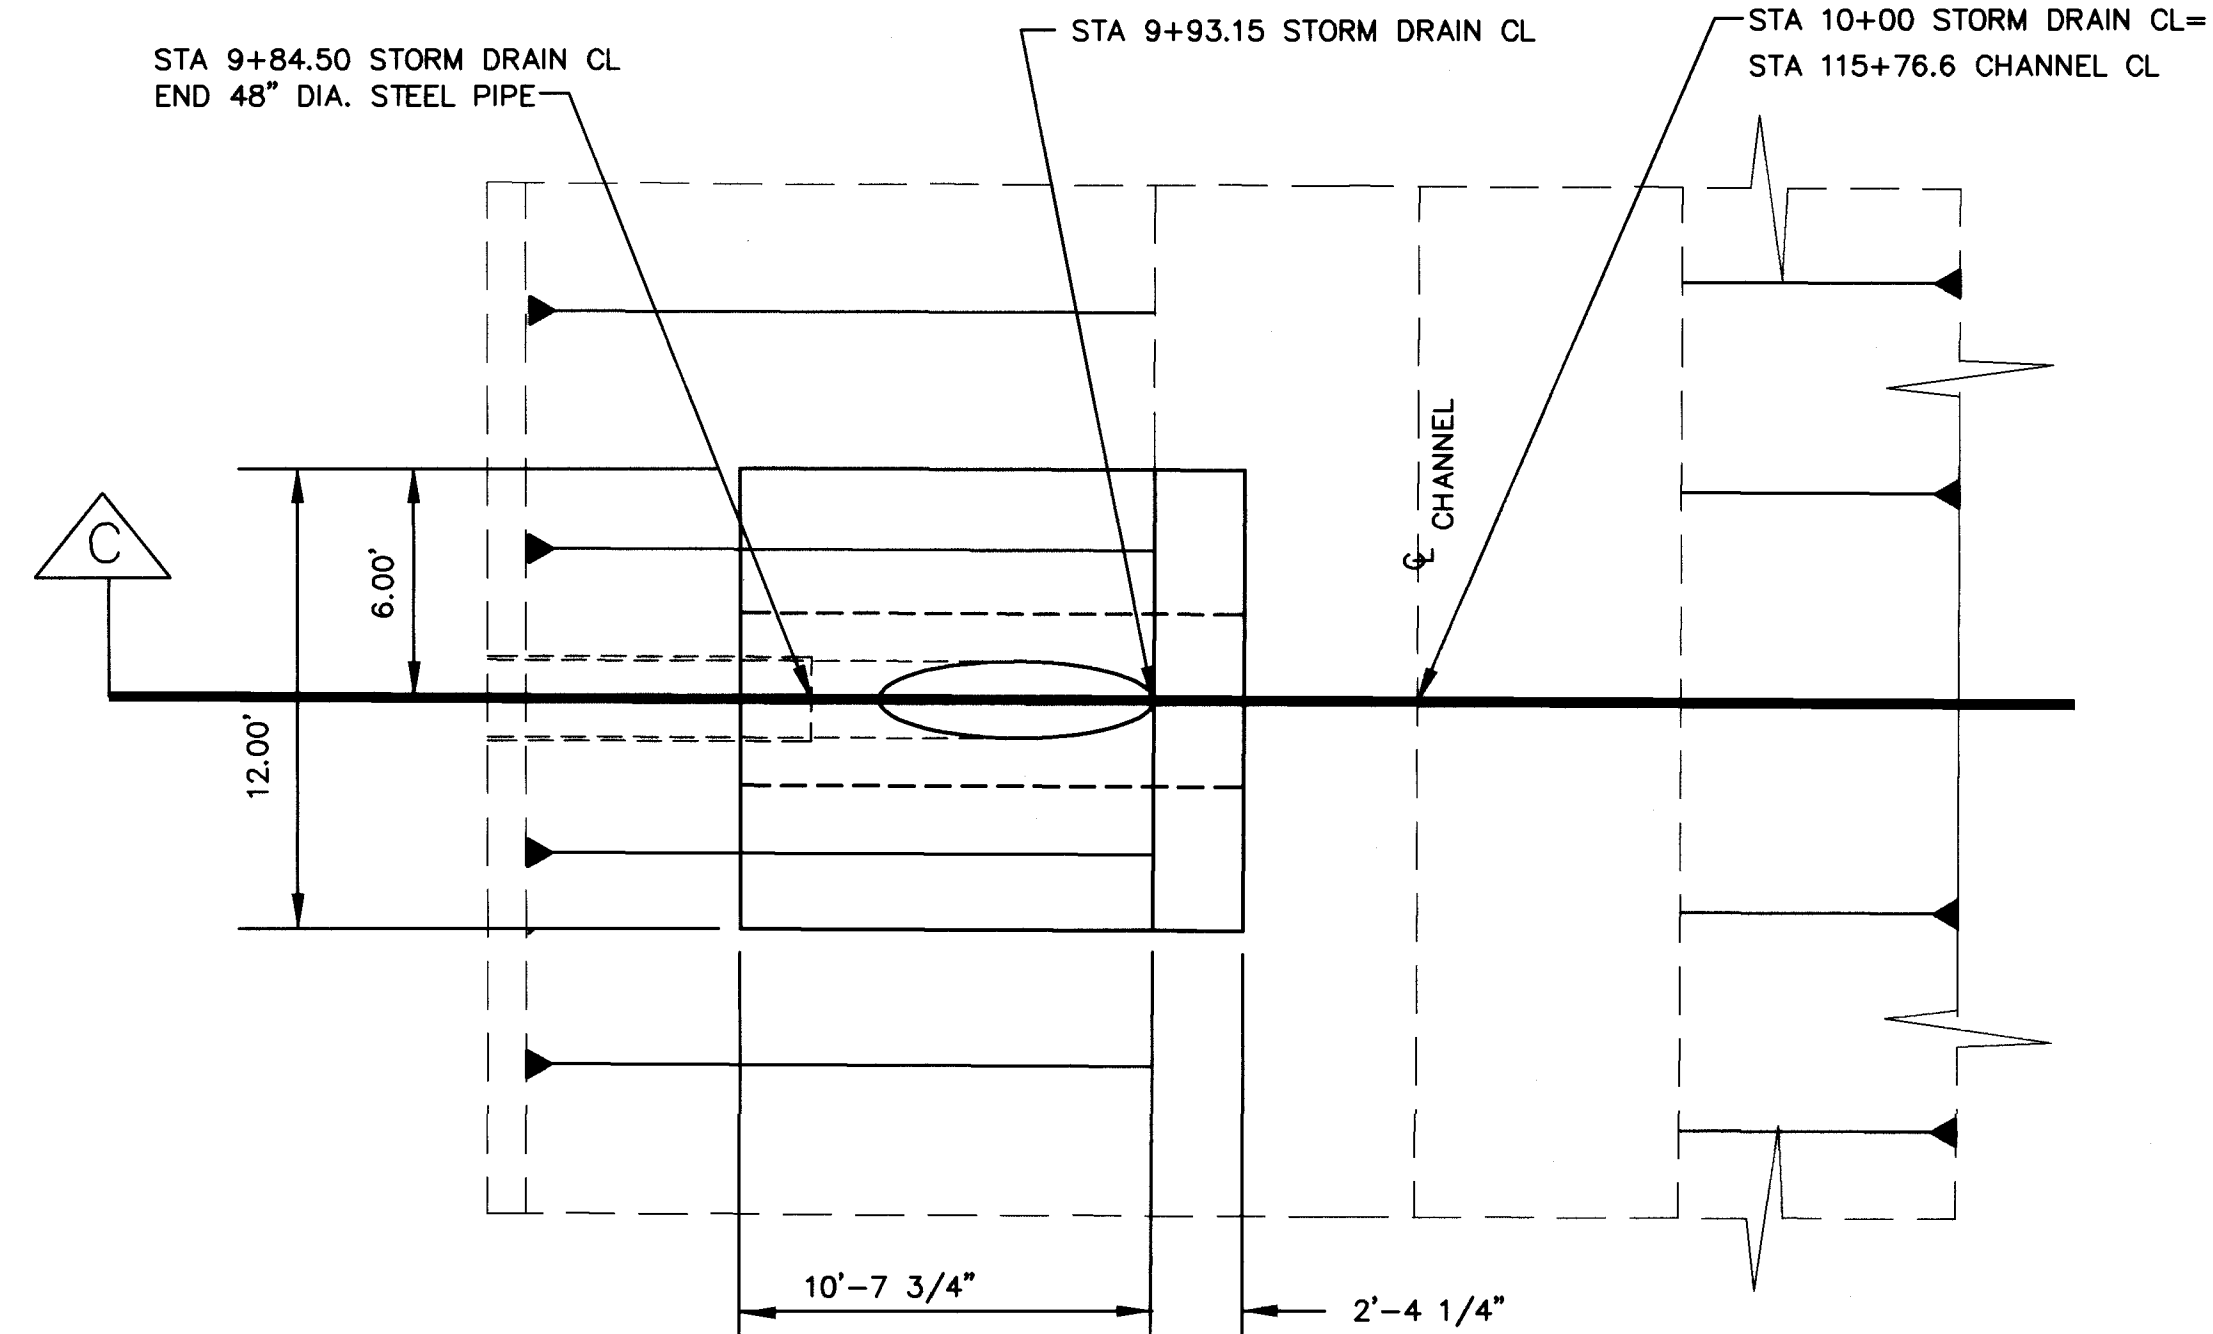 STA 9+84.50 STORM DRAIN CL
END 48” DIA. STEEL PIPE
STA 9+93.15 STORM DRAIN CL
STA 10+00 STORM DRAIN CL=
STA 115+76.6 CHANNEL CL
C
6.00’
12.00’
℄ CHANNEL
10’–7 3/4”
2’–4 1/4”